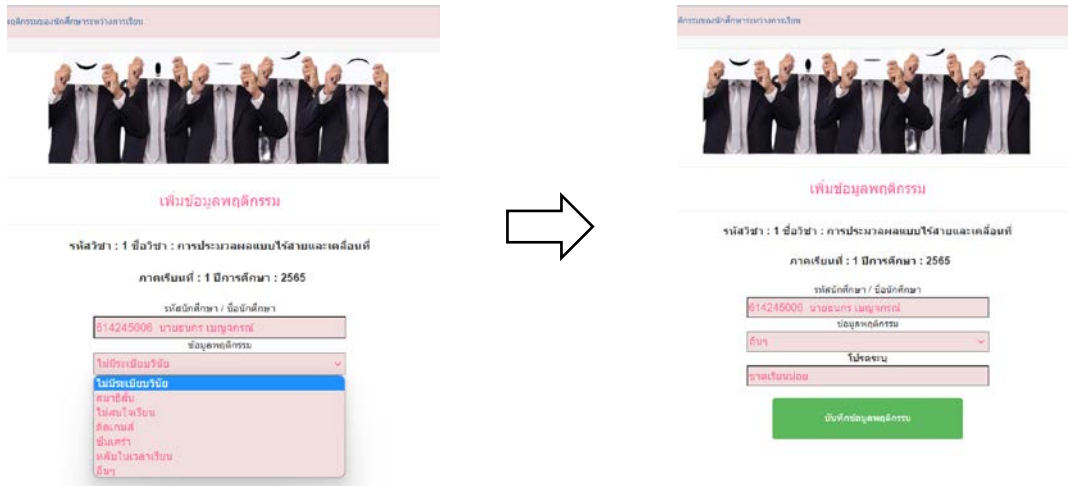 พฤติกรรมของนักศึกษาระหว่างการเรียน
เพิ่มข้อมูลพฤติกรรม
รหัสวิชา : 1 ชื่อวิชา : การประมวลผลแบบไร้สายและเคลื่อนที่
ภาคเรียนที่ : 1 ปีการศึกษา : 2565
รหัสนักศึกษา / ชื่อนักศึกษา
614245006 นายธนกร เมญจกรณ์
ข้อมูลพฤติกรรม
ไม่มีระเบียบวินัย
ไม่มีระเบียบวินัย
สมาธิสั้น
ไม่สนใจเรียน
ติดเกมส์
ซึมเศร้า
หลับในเวลาเรียน
อื่นๆ
ติกรรมของนักศึกษาระหว่างการเรียน
เพิ่มข้อมูลพฤติกรรม
รหัสวิชา : 1 ชื่อวิชา : การประมวลผลแบบไร้สายและเคลื่อนที่
ภาคเรียนที่ : 1 ปีการศึกษา : 2565
รหัสนักศึกษา / ชื่อนักศึกษา
614245006 นายธนกร เมญจกรณ์
ข้อมูลพฤติกรรม
อื่นๆ
โปรดระบุ
ขาดเรียนบ่อย
บันทึกข้อมูลพฤติกรรม